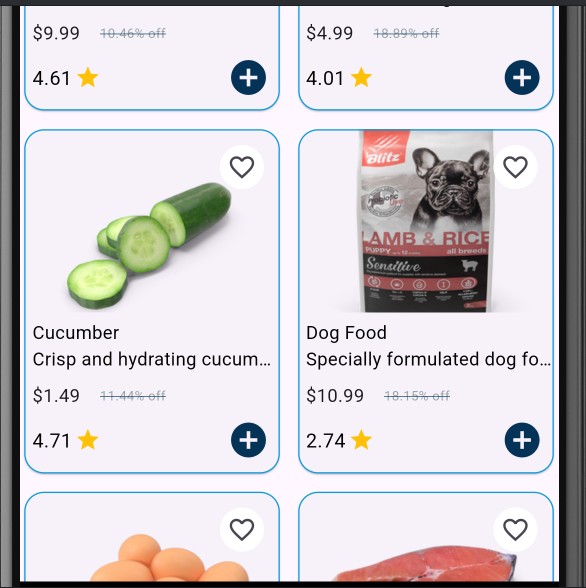 $9.99 10.46% off
$4.99 18.89% off
4.61
4.01
Blitz
LAMB & RICE
PUPPY all breeds
Sensitive
Cucumber
Crisp and hydrating cucum...
$1.49 11.44% off
4.71
Dog Food
Specially formulated dog fo...
$10.99 18.15% off
2.74